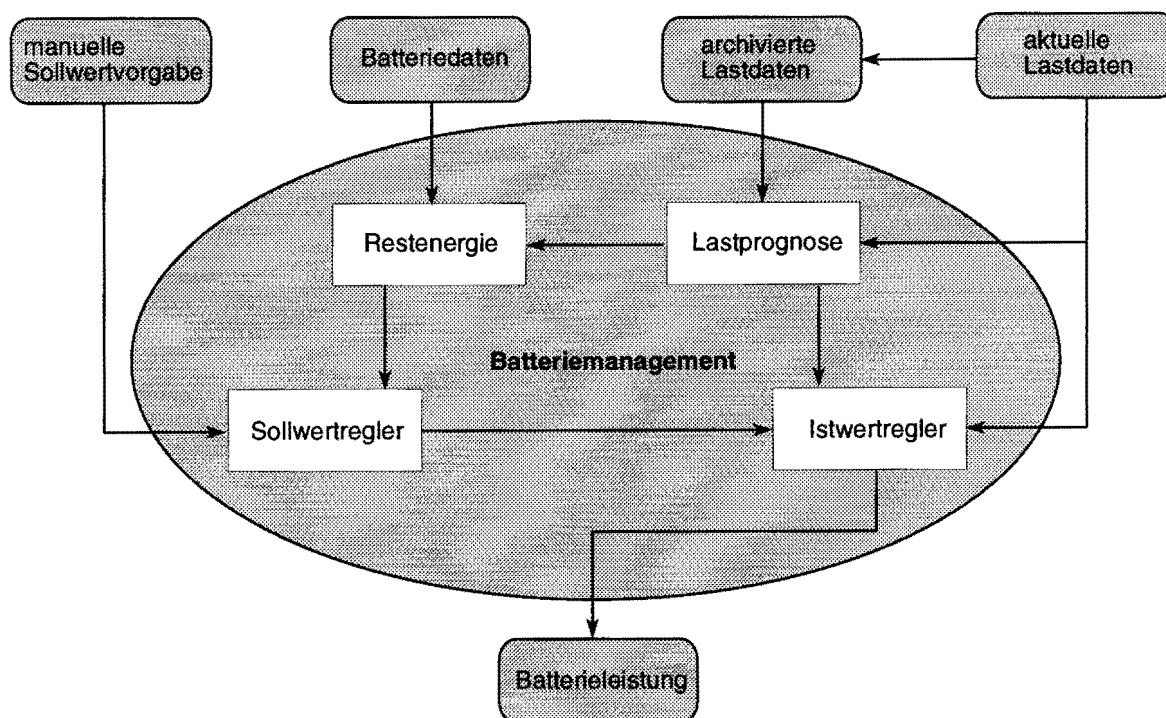 manuelle
Sollwertvorgabe
Batteriedaten
archivierte
Lastdaten
aktuelle
Lastdaten
Restenergie
Lastprognose
Batteriemanagement
Sollwertregler
Istwertregler
Batterieleistung